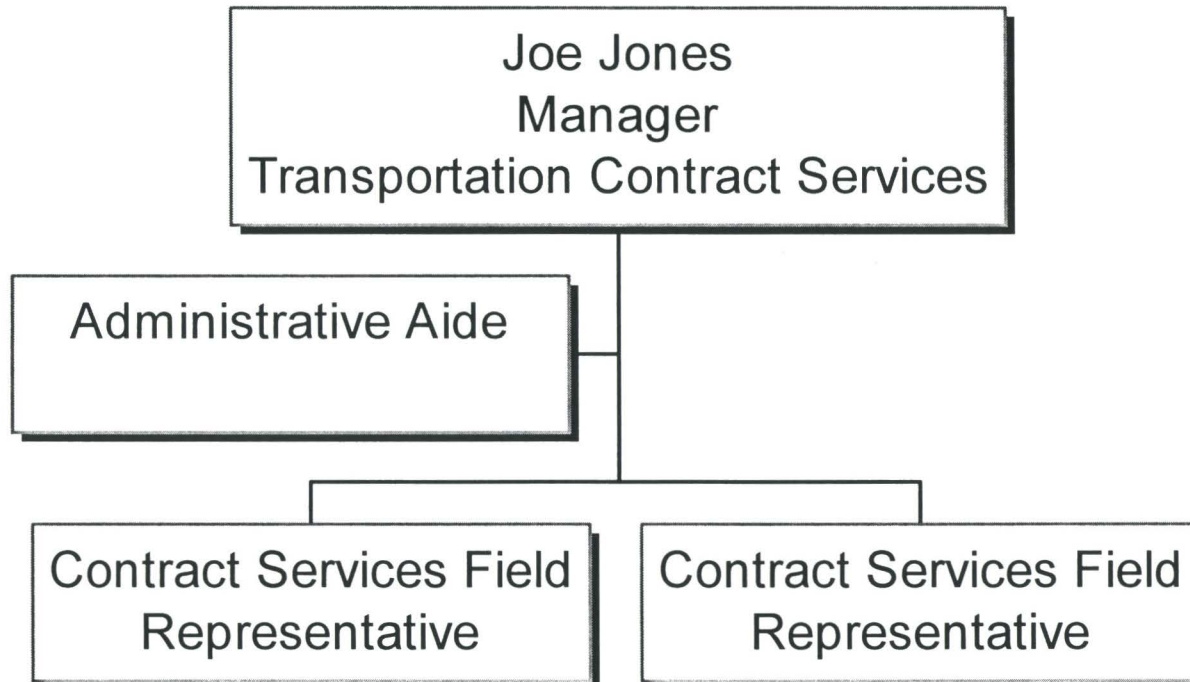 Joe Jones
Manager
Transportation Contract Services
Administrative Aide
Contract Services Field
Representative
Contract Services Field
Representative